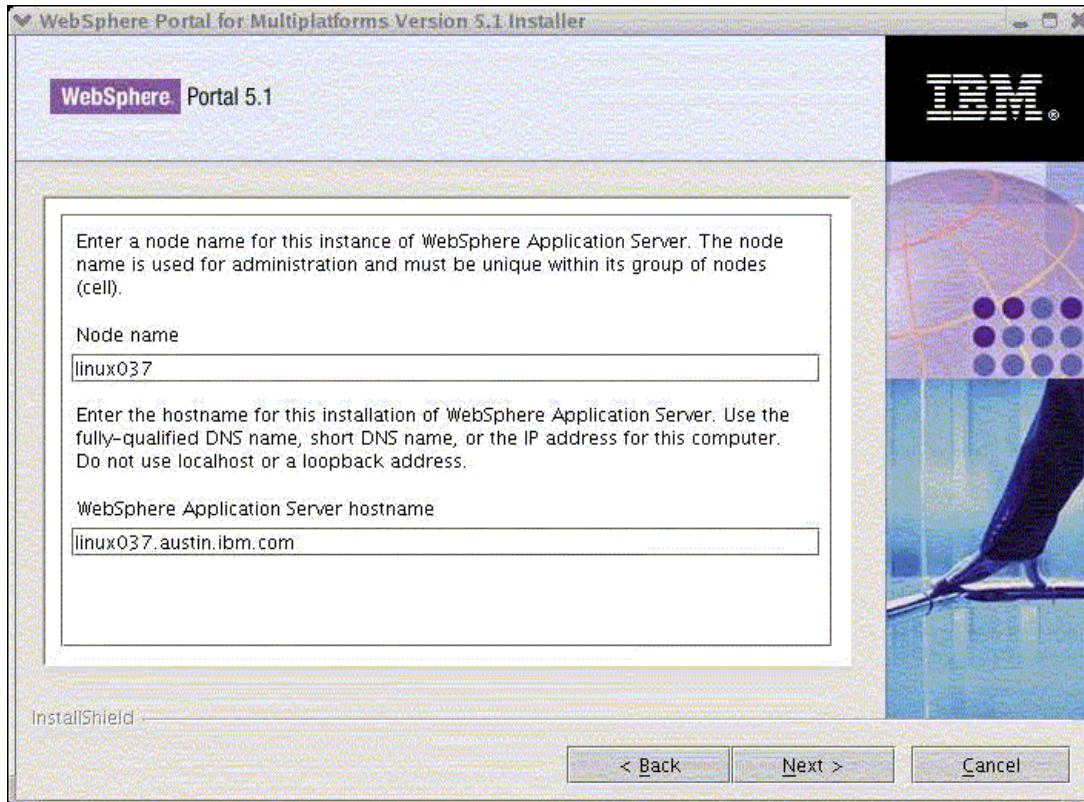 WebSphere Portal for Multiplatforms Version 5.1 Installer
WebSphere. Portal 5.1
IBM®
Enter a node name for this instance of WebSphere Application Server. The node
name is used for administration and must be unique within its group of nodes
(cell).
Node name
linux037
Enter the hostname for this installation of WebSphere Application Server. Use the
fully-qualified DNS name, short DNS name, or the IP address for this computer.
Do not use localhost or a loopback address.
WebSphere Application Server hostname
linux037.austin.ibm.com
InstallShield
< Back Next > Cancel